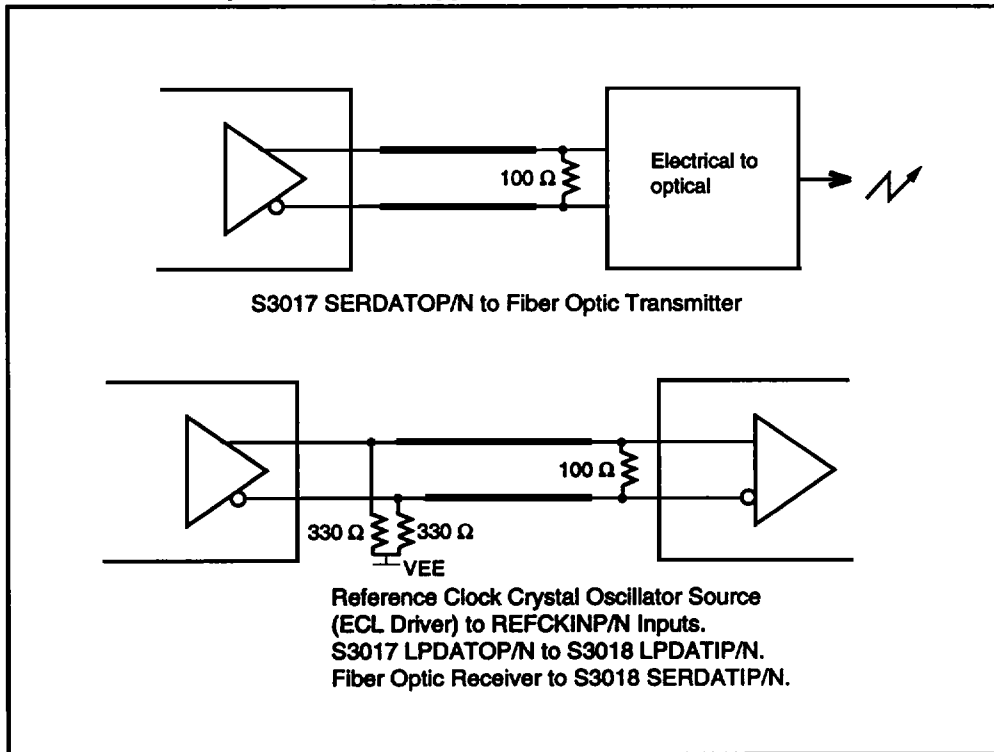 100 Ω
Electrical to
optical
S3017 SERDATOP/N to Fiber Optic Transmitter
100 Ω
330 Ω 330 Ω
VEE
Reference Clock Crystal Oscillator Source
(ECL Driver) to REFCKINP/N Inputs.
S3017 LPDATOP/N to S3018 LPDATIP/N.
Fiber Optic Receiver to S3018 SERDATIP/N.